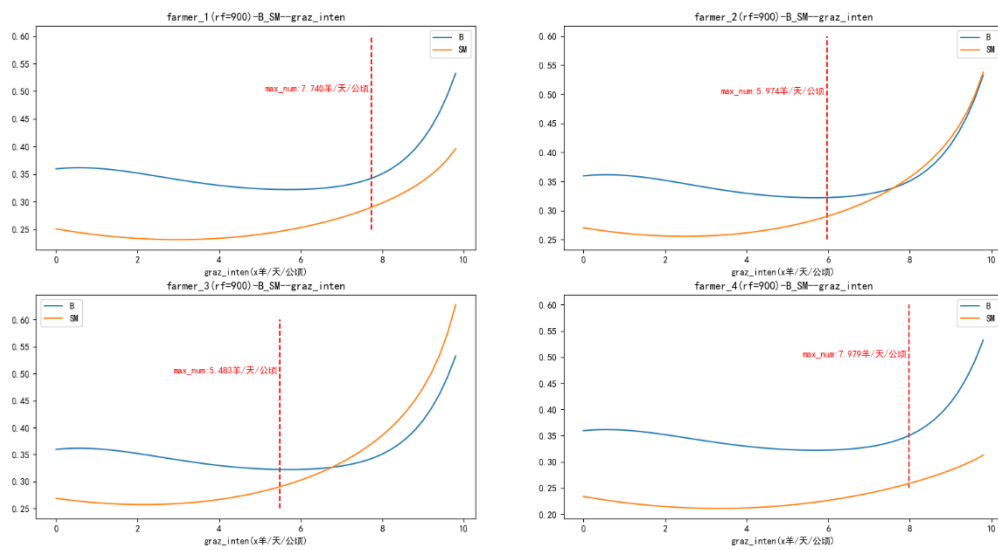 farmer_1(rf=900)-B_SM--graz_inten
0.60
0.55
0.50
0.45
0.40
0.35
0.30
0.25
B
SM
max_num:7.740羊/天/公顷
0 2 4 6 8 10
graz_inten(x羊/天/公顷)
farmer_2(rf=900)-B_SM--graz_inten
0.60
0.55
0.50
0.45
0.40
0.35
0.30
0.25
B
SM
max_num:5.974羊/天/公顷
0 2 4 6 8 10
graz_inten(x羊/天/公顷)
farmer_3(rf=900)-B_SM--graz_inten
0.60
0.55
0.50
0.45
0.40
0.35
0.30
0.25
B
SM
max_num:5.483羊/天/公顷
0 2 4 6 8 10
graz_inten(x羊/天/公顷)
farmer_4(rf=900)-B_SM--graz_inten
0.60
0.55
0.50
0.45
0.40
0.35
0.30
0.25
0.20
B
SM
max_num:7.979羊/天/公顷
0 2 4 6 8 10
graz_inten(x羊/天/公顷)